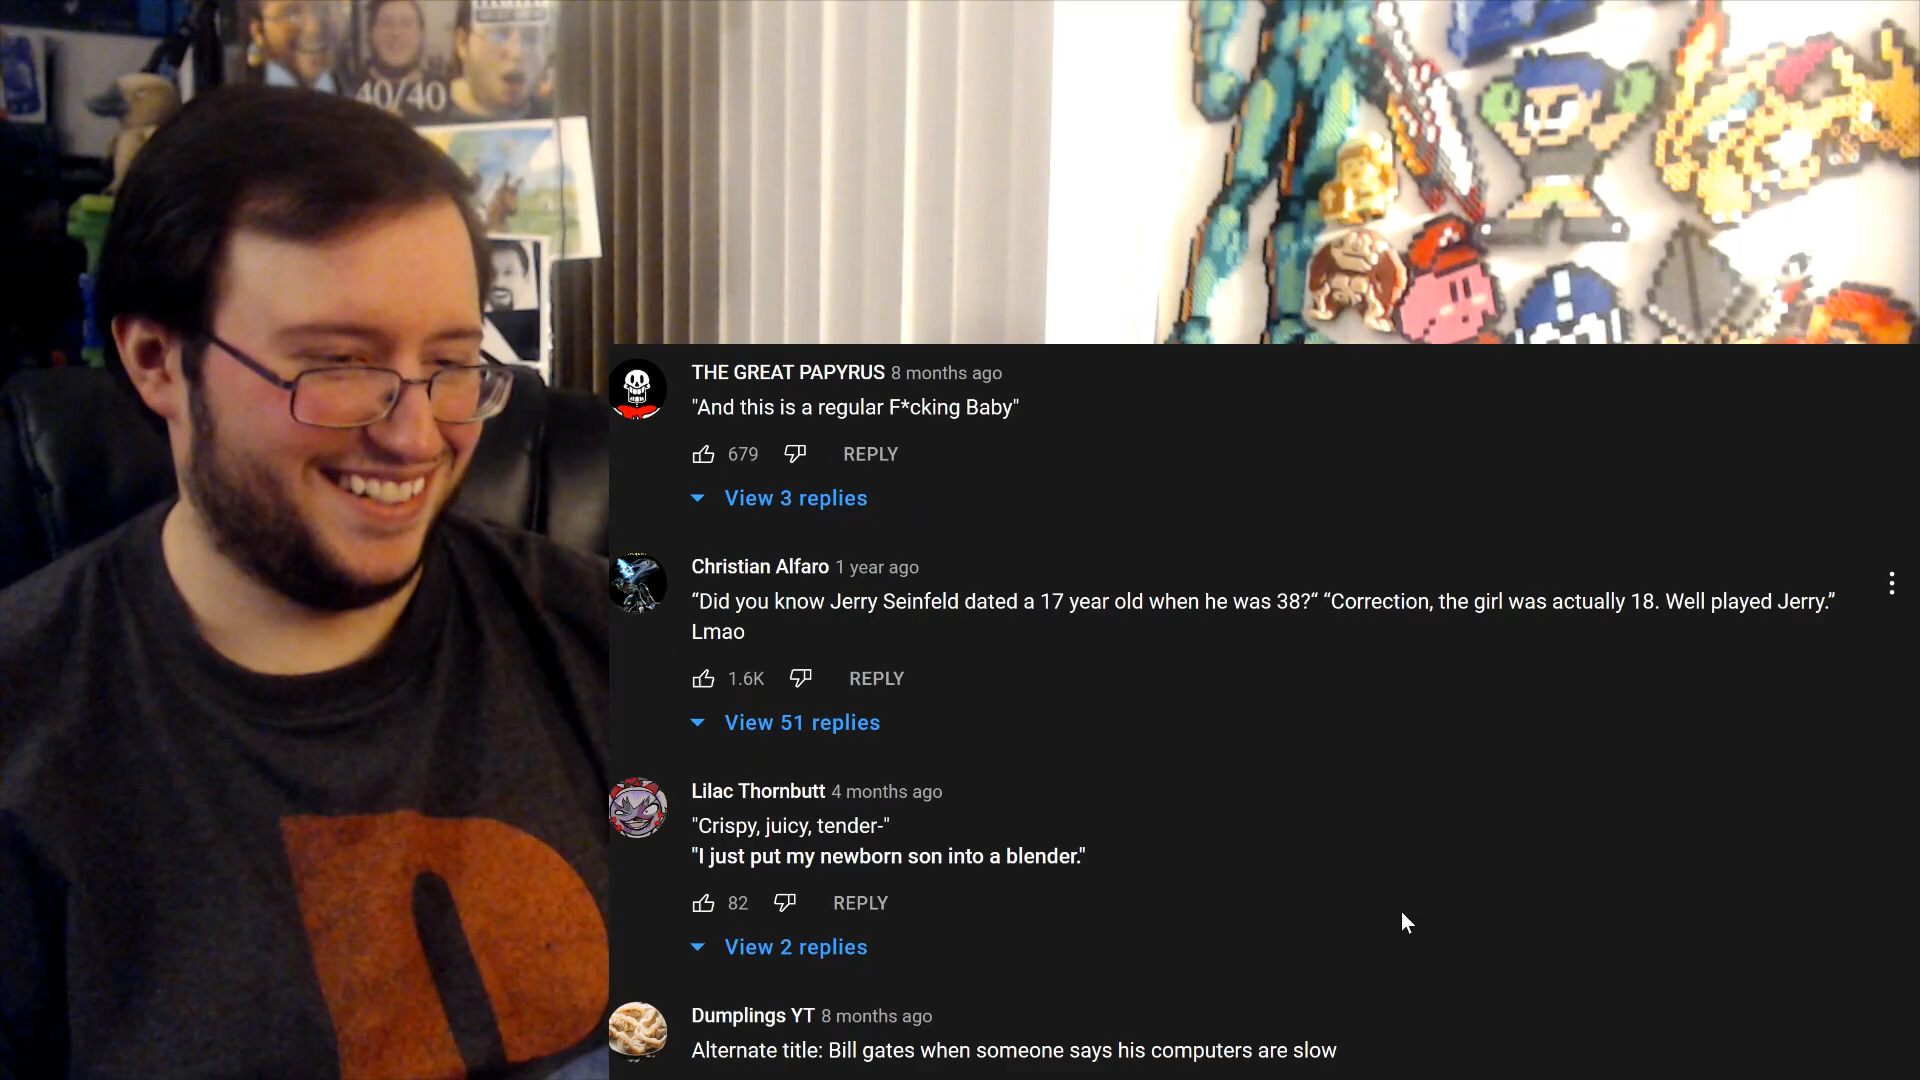 40/40
THE GREAT PAPYRUS 8 months ago
"And this is a regular F*cking Baby"
679 REPLY
View 3 replies
Christian Alfaro 1 year ago
“Did you know Jerry Seinfeld dated a 17 year old when he was 38?“ “Correction, the girl was actually 18. Well played Jerry.”
Lmao
1.6K REPLY
View 51 replies
Lilac Thornbutt 4 months ago
"Crispy, juicy, tender-"
"I just put my newborn son into a blender."
82 REPLY
View 2 replies
Dumplings YT 8 months ago
Alternate title: Bill gates when someone says his computers are slow